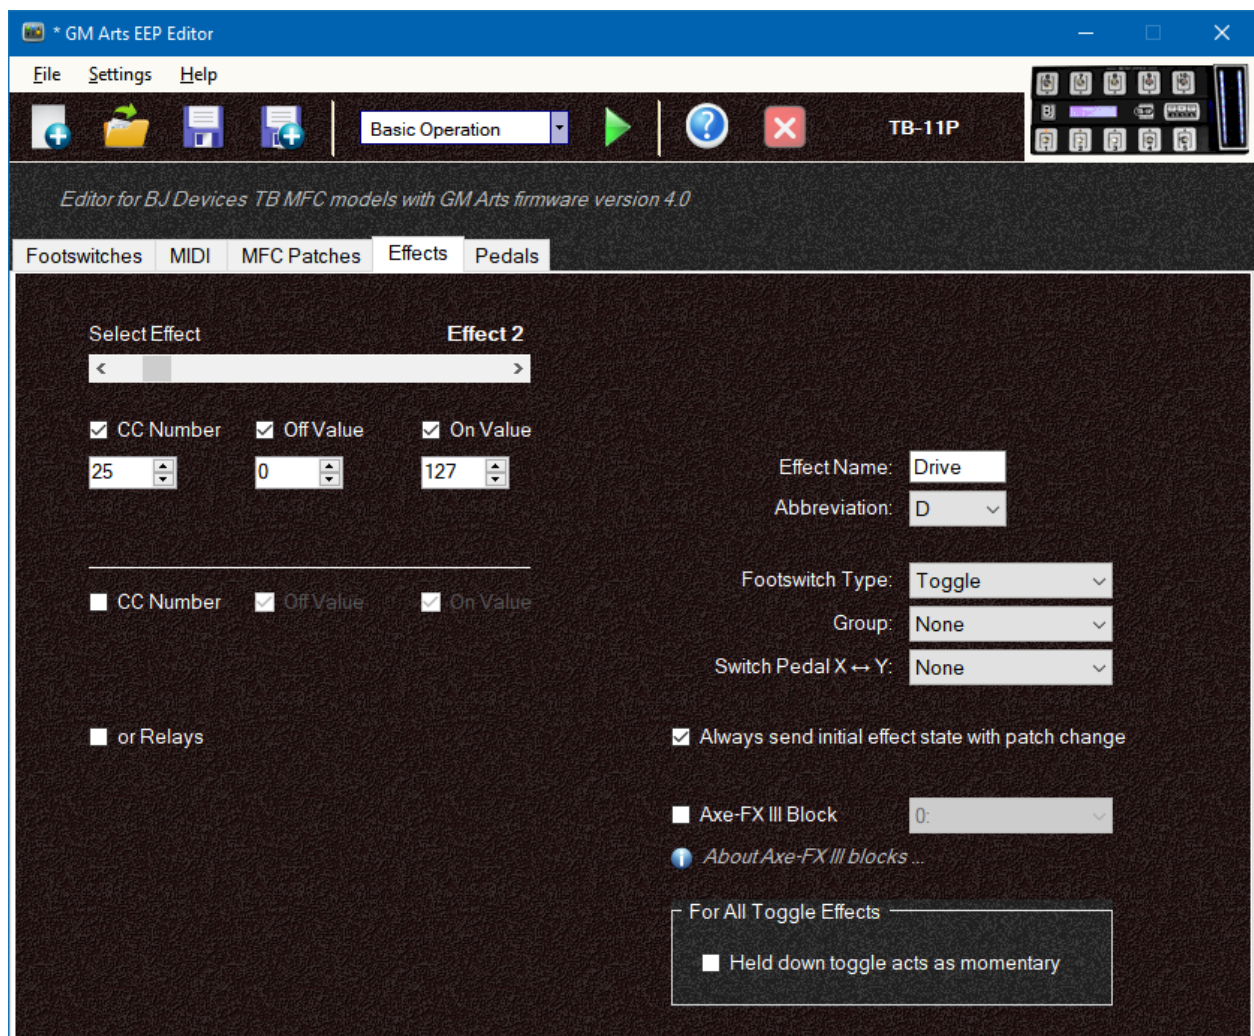 * GM Arts EEP Editor
File Settings Help
Basic Operation
TB-11P
BJ
Editor for BJ Devices TB MFC models with GM Arts firmware version 4.0
Footswitches MIDI MFC Patches Effects Pedals
Select Effect Effect 2
CC Number Off Value On Value
25 0 127
Effect Name: Drive
Abbreviation: D
Footswitch Type: Toggle
CC Number Off Value On Value
Group: None
Switch Pedal X ↔ Y: None
or Relays
Always send initial effect state with patch change
Axe-FX III Block 0:
About Axe-FX III blocks ...
For All Toggle Effects
Held down toggle acts as momentary